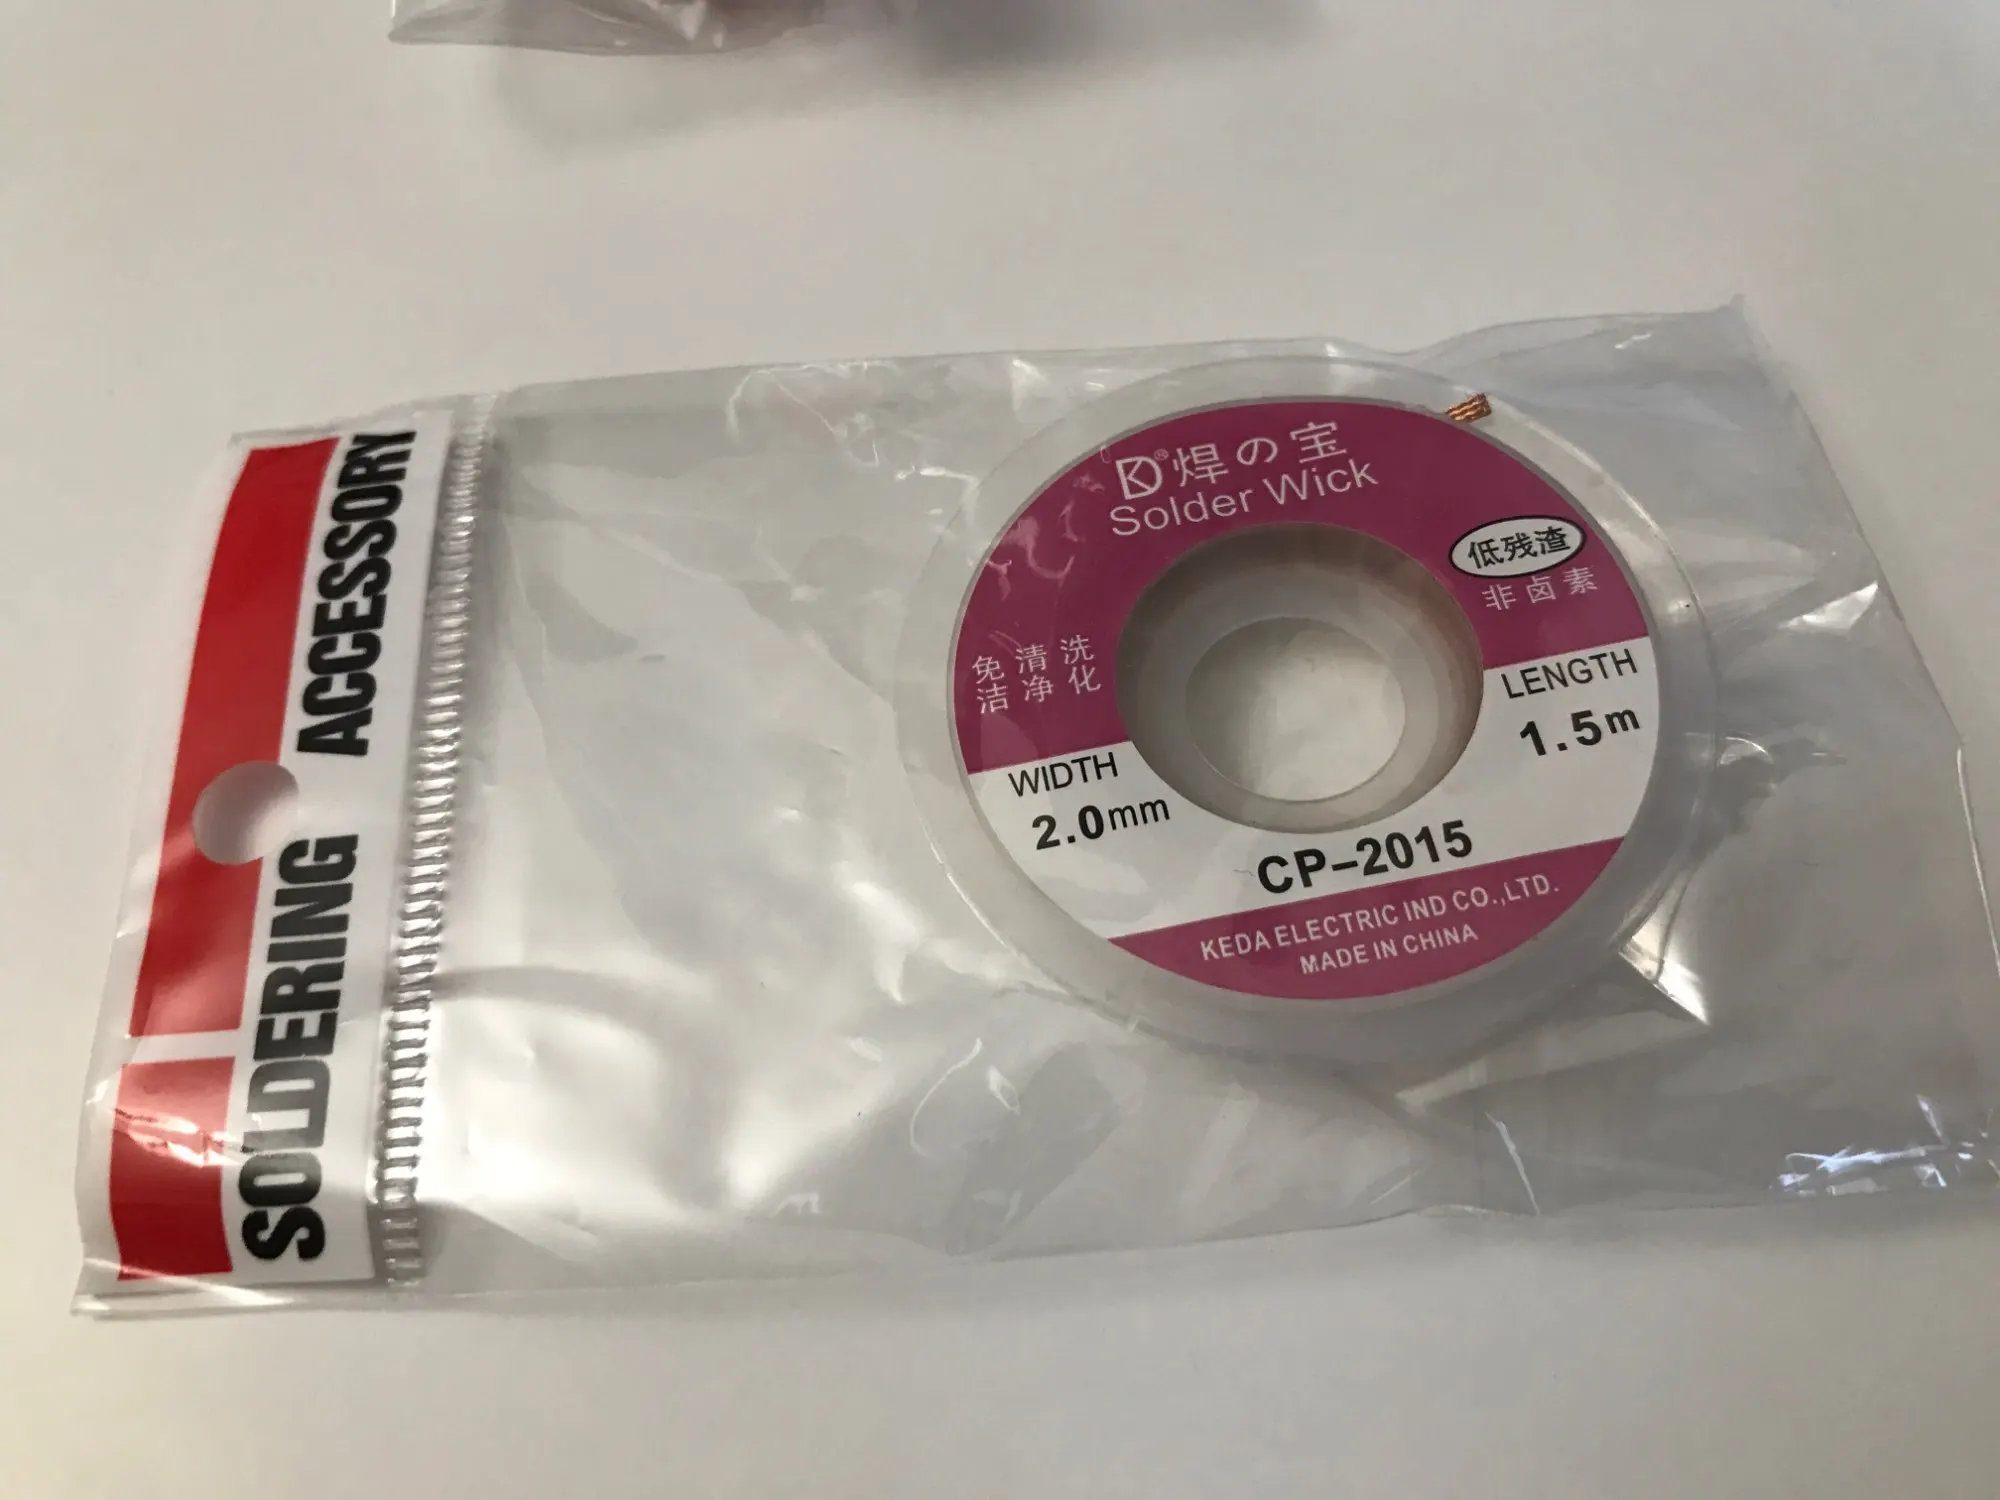 SOLDERING ACCESSORY
D® 焊の宝
Solder Wick
低残渣
非卤素
免清洗
洁净化
WIDTH
2.0mm
LENGTH
1.5m
CP-2015
KEDA ELECTRIC IND CO.,LTD.
MADE IN CHINA